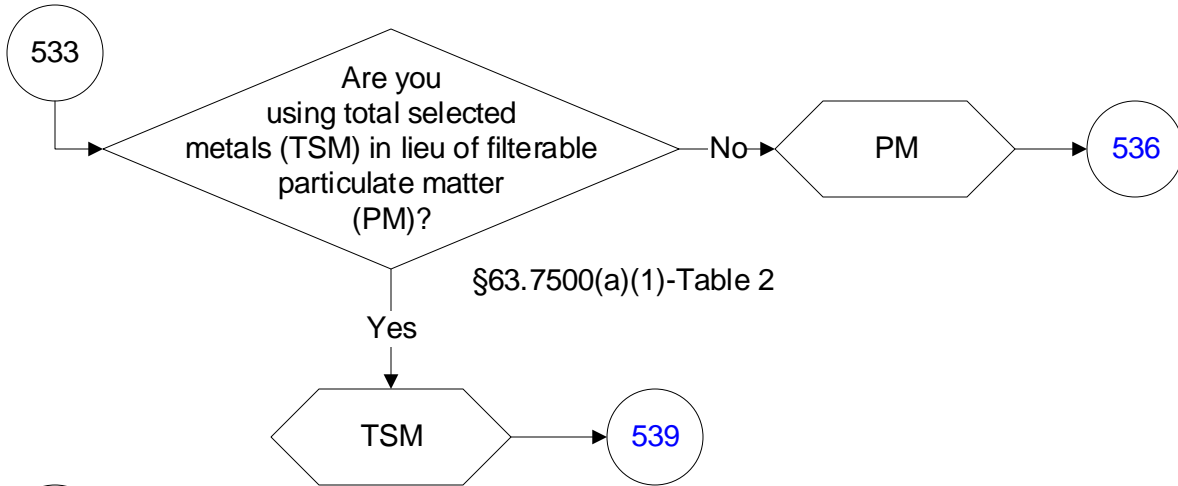 533
Are you
using total selected
metals (TSM) in lieu of filterable
particulate matter
(PM)?
No
PM
536
§63.7500(a)(1)-Table 2
Yes
TSM
539